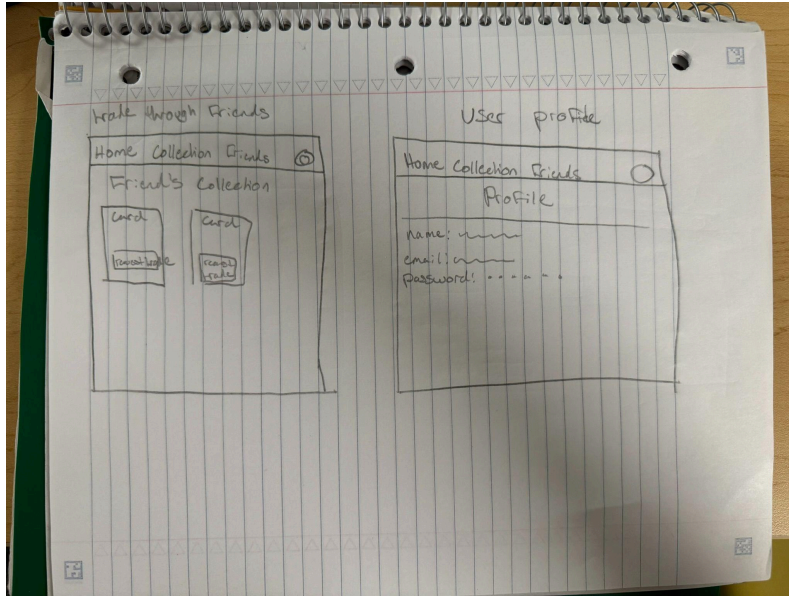 trade through Friends
Home Collection Friends
Friend's Collection
Card Card
request trade
request
trade
User profile
Home Collection Friends
Profile
name:
email:
password: